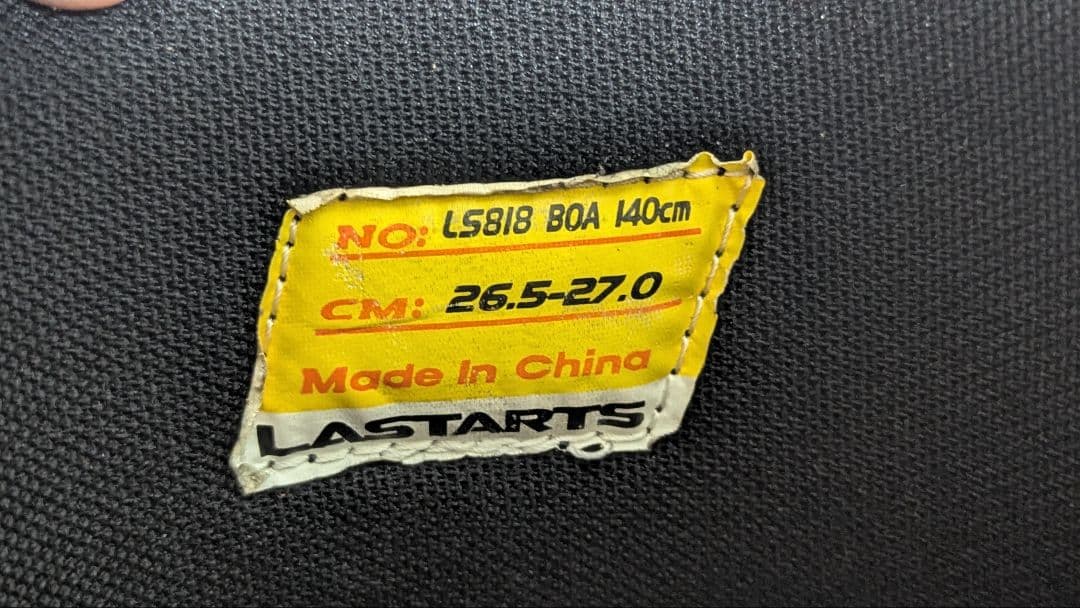 NO: LS818 BOA 140cm
CM: 26.5-27.0
Made In China
LASTARTS